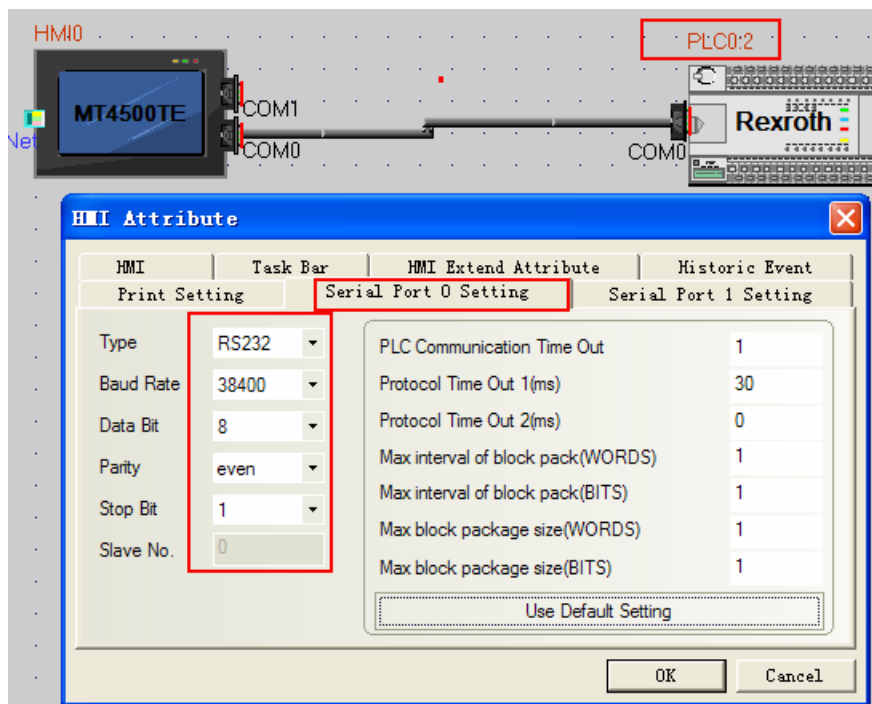 HMI0
PLC0:2
MT4500TE
COM1
Rexroth
Net
COM0
COM0
HMI Attribute
HMI Task Bar HMI Extend Attribute Historic Event
Print Setting Serial Port 0 Setting Serial Port 1 Setting
Type RS232
Baud Rate 38400
Data Bit 8
Parity even
Stop Bit 1
Slave No. 0
PLC Communication Time Out 1
Protocol Time Out 1(ms) 30
Protocol Time Out 2(ms) 0
Max interval of block pack(WORDS) 1
Max interval of block pack(BITS) 1
Max block package size(WORDS) 1
Max block package size(BITS) 1
Use Default Setting
OK Cancel